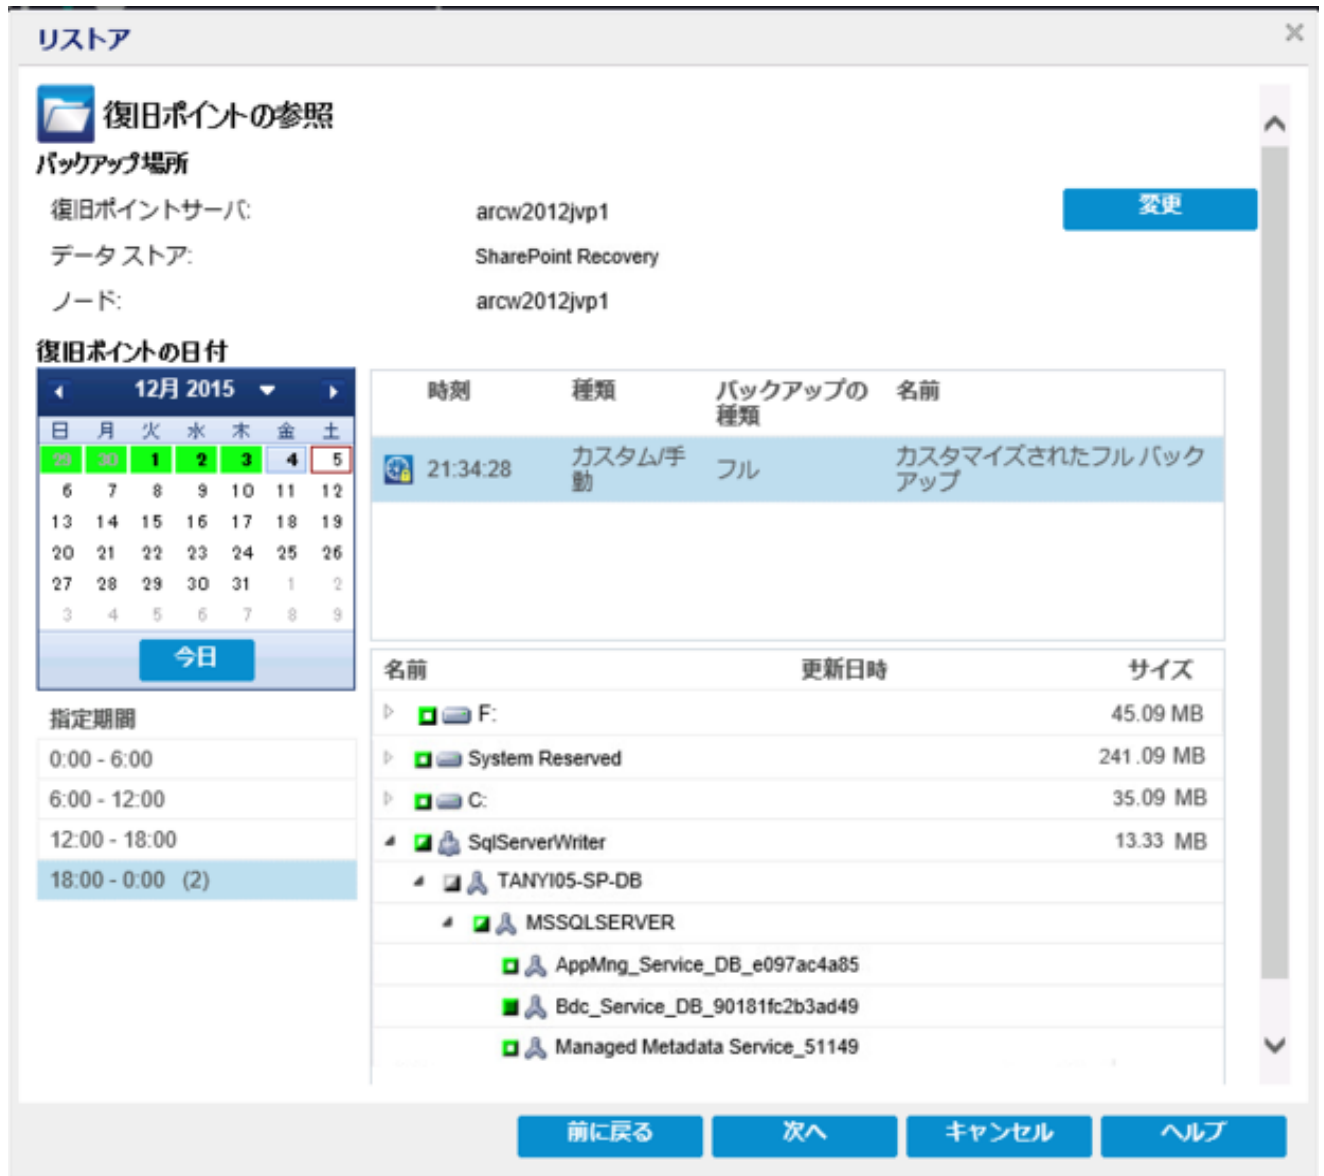 リストア
復旧ポイントの参照
バックアップ場所
復旧ポイントサーバ: arcw2012jvp1 変更
データ ストア: SharePoint Recovery
ノード: arcw2012jvp1
復旧ポイントの日付
12月 2015
日 月 火 水 木 金 土
29 30 1 2 3 4 5
6 7 8 9 10 11 12
13 14 15 16 17 18 19
20 21 22 23 24 25 26
27 28 29 30 31 1 2
3 4 5 6 7 8 9
今日
指定期間
0:00 - 6:00
6:00 - 12:00
12:00 - 18:00
18:00 - 0:00 (2)
時刻 種類 バックアップの種類 名前
21:34:28 カスタム/手動 フル カスタマイズされたフル バックアップ
名前 更新日時 サイズ
F: 45.09 MB
System Reserved 241.09 MB
C: 35.09 MB
SqlServerWriter 13.33 MB
TANYI05-SP-DB
MSSQLSERVER
AppMng_Service_DB_e097ac4a85
Bdc_Service_DB_90181fc2b3ad49
Managed Metadata Service_51149
前に戻る 次へ キャンセル ヘルプ